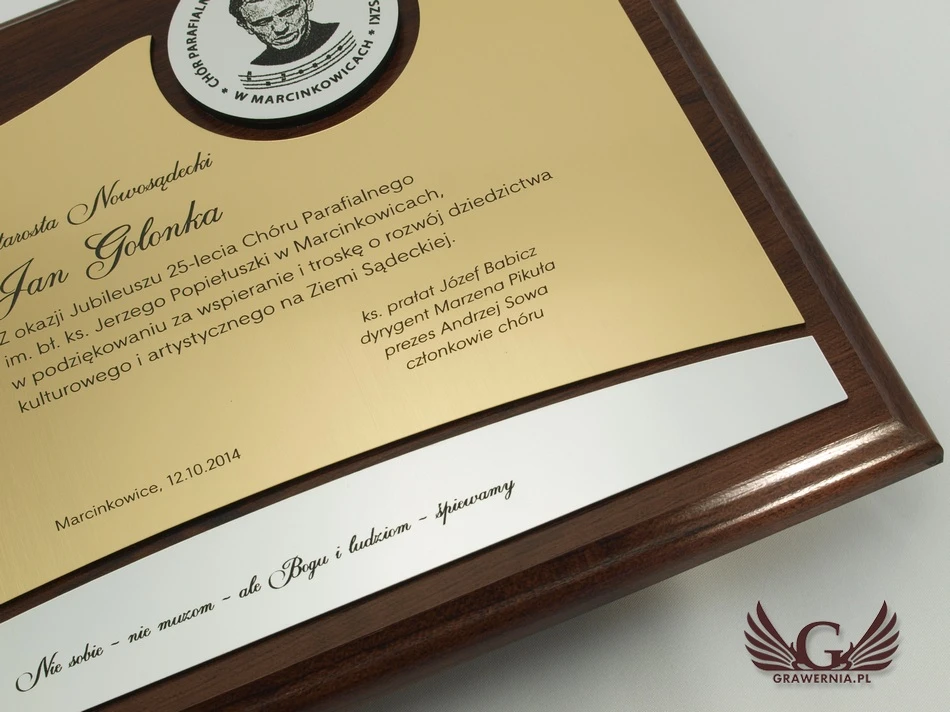 CHÓR PARAFIALN
* W MARCINKOWICACH *
Starosta Nowosądecki
Jan Golonka
z okazji Jubileuszu 25-lecia Chóru Parafialnego
im. bł. ks. Jerzego Popiełuszki w Marcinkowicach,
w podziękowaniu za wspieranie i troskę o rozwój dziedzictwa
kulturowego i artystycznego na Ziemi Sądeckiej.
ks. prałat Józef Babicz
dyrygent Marzena Pikuła
prezes Andrzej Sowa
członkowie chóru
Marcinkowice, 12.10.2014
Nie sobie - nie muzom - ale Bogu i ludziom - śpiewamy
G
GRAWERNIA.PL